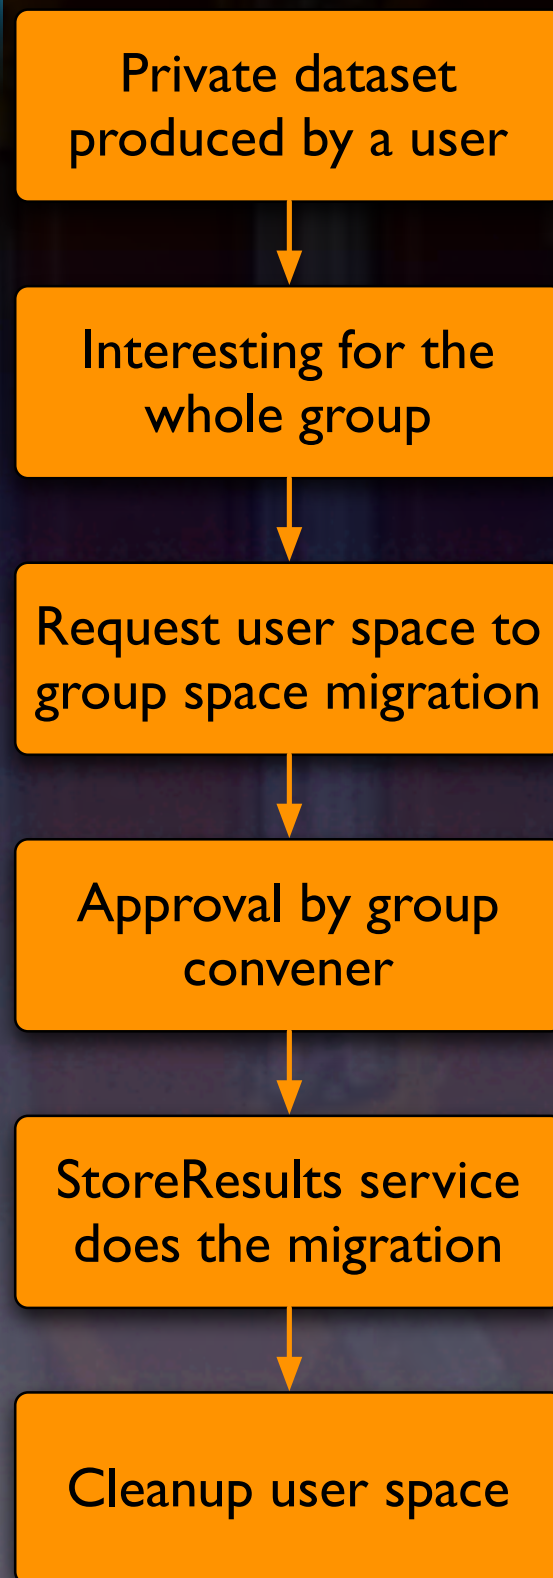 Private dataset
produced by a user
Interesting for the
whole group
Request user space to
group space migration
Approval by group
convener
StoreResults service
does the migration
Cleanup user space